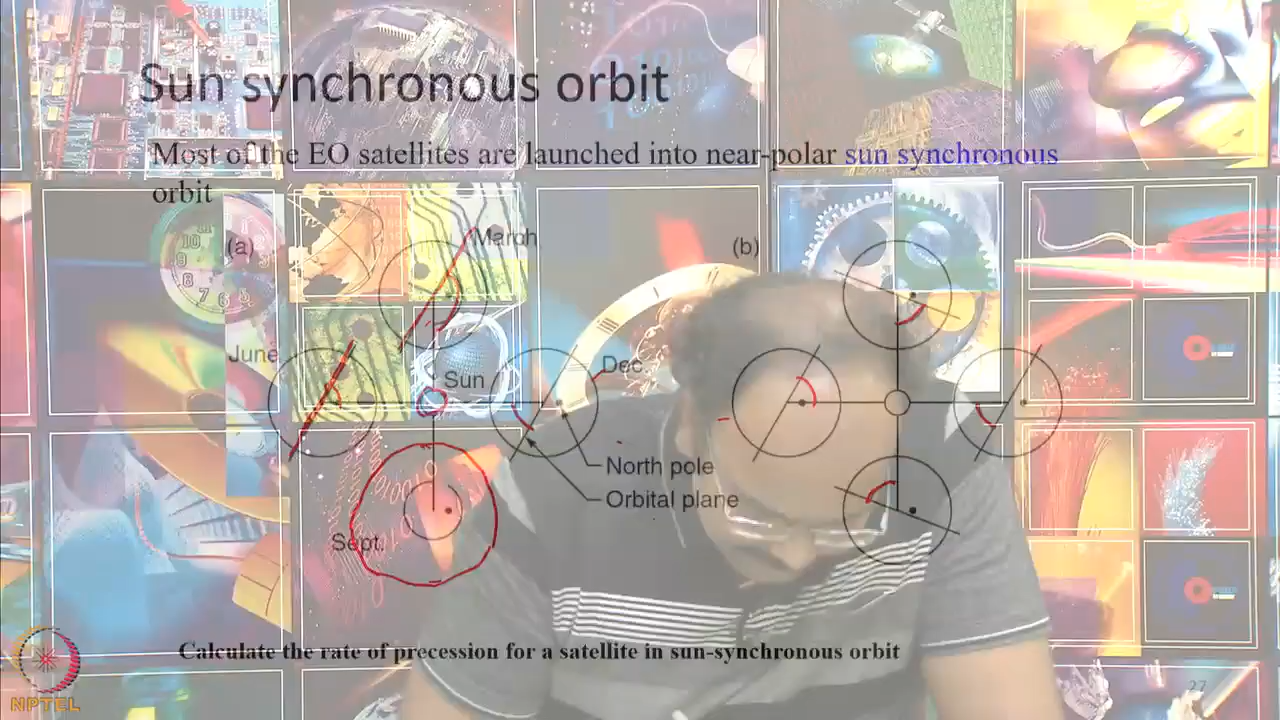 Sun synchronous orbit
Most of the EO satellites are launched into near-polar sun synchronous
orbit
(a)
March
(b)
June
Sun
Dec.
North pole
Orbital plane
Sept.
Calculate the rate of precession for a satellite in sun-synchronous orbit
NPTEL
27